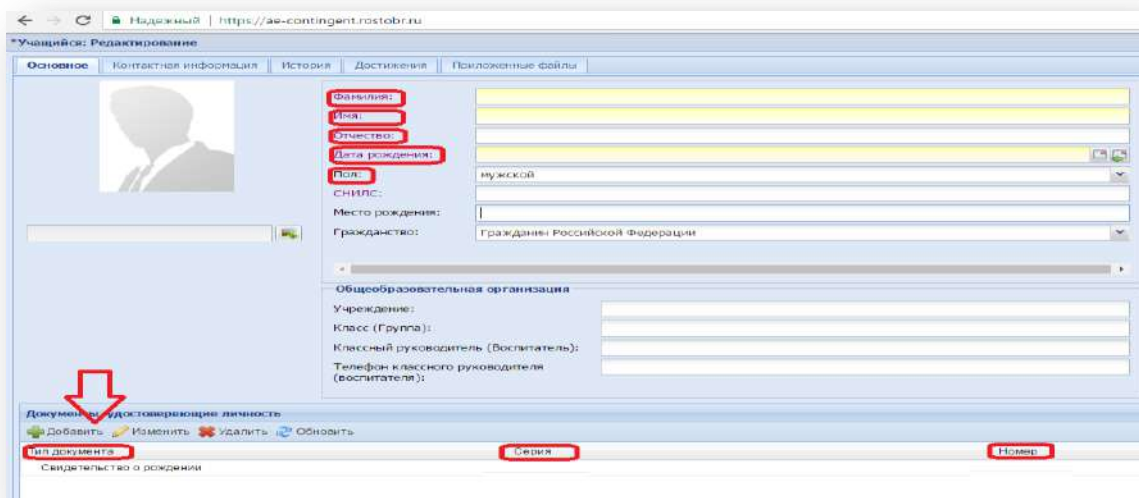 Надежный | https://ae-contingent.rostobr.ru
*Учащийся: Редактирование
Основное Контактная информация История Достижения Приложенные файлы
Фамилия:
Имя:
Отчество:
Дата рождения:
Пол: мужской
СНИЛС:
Место рождения:
Гражданство: Гражданин Российской Федерации
Общеобразовательная организация
Учреждение:
Класс (Группа):
Классный руководитель (Воспитатель):
Телефон классного руководителя
(воспитателя):
Документы, удостоверяющие личность
Добавить Изменить Удалить Обновить
Тип документа Серия Номер
Свидетельство о рождении